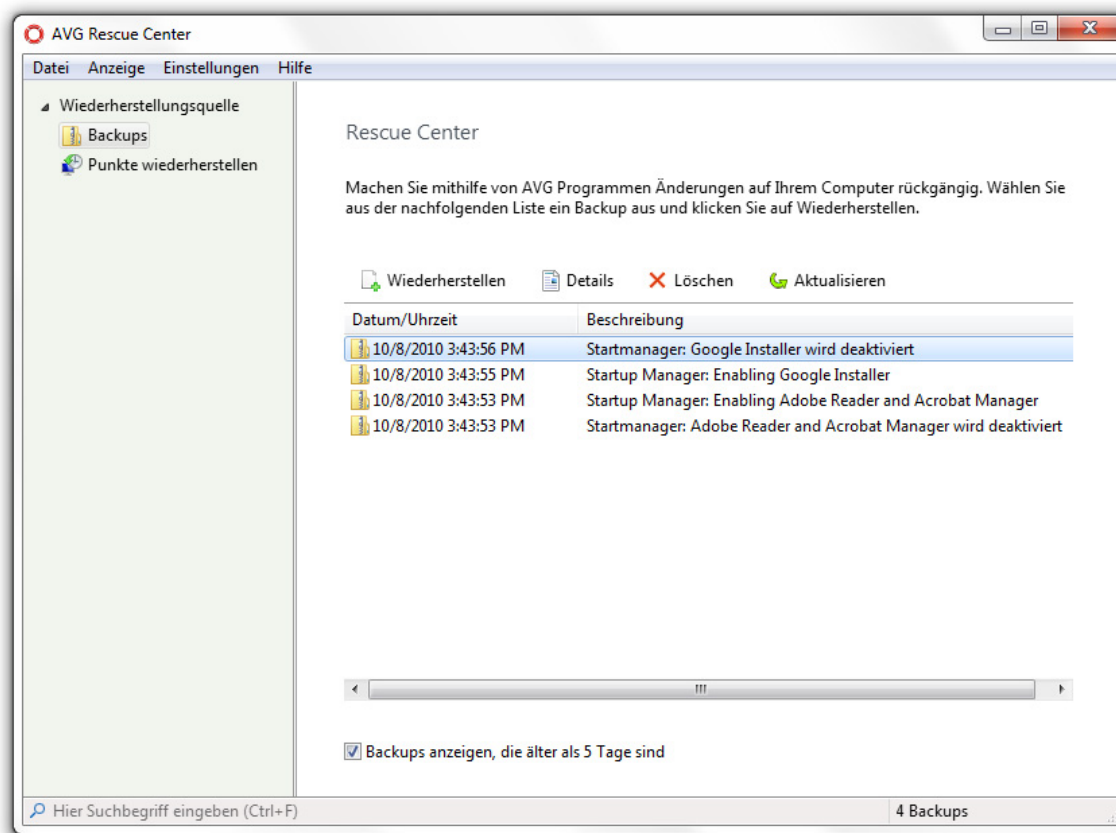 AVG Rescue Center
Datei Anzeige Einstellungen Hilfe
Wiederherstellungsquelle
Backups
Punkte wiederherstellen
Rescue Center
Machen Sie mithilfe von AVG Programmen Änderungen auf Ihrem Computer rückgängig. Wählen Sie
aus der nachfolgenden Liste ein Backup aus und klicken Sie auf Wiederherstellen.
Wiederherstellen Details Löschen Aktualisieren
Datum/Uhrzeit Beschreibung
10/8/2010 3:43:56 PM Startmanager: Google Installer wird deaktiviert
10/8/2010 3:43:55 PM Startup Manager: Enabling Google Installer
10/8/2010 3:43:53 PM Startup Manager: Enabling Adobe Reader and Acrobat Manager
10/8/2010 3:43:53 PM Startmanager: Adobe Reader and Acrobat Manager wird deaktiviert
Backups anzeigen, die älter als 5 Tage sind
Hier Suchbegriff eingeben (Ctrl+F) 4 Backups